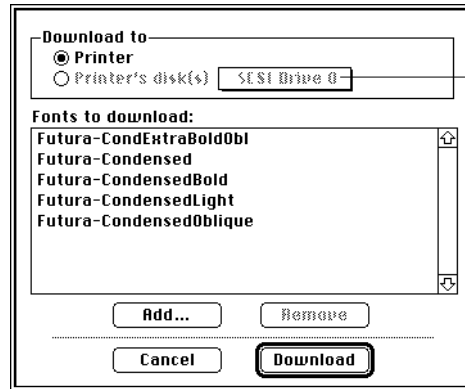 Download to
Printer
Printer's disk(s) SCSI Drive 0
Fonts to download:
Futura-CondExtraBoldObl
Futura-Condensed
Futura-CondensedBold
Futura-CondensedLight
Futura-CondensedOblique
Add... Remove
Cancel Download